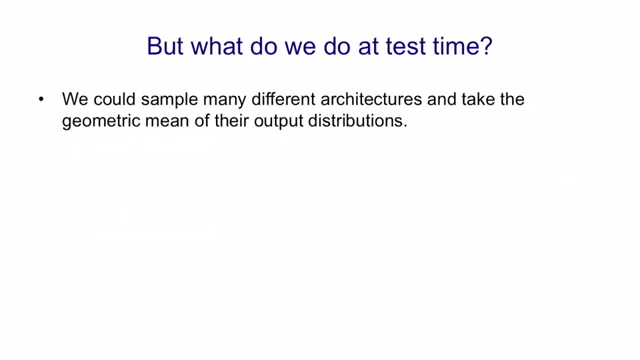 But what do we do at test time?
• We could sample many different architectures and take the
geometric mean of their output distributions.